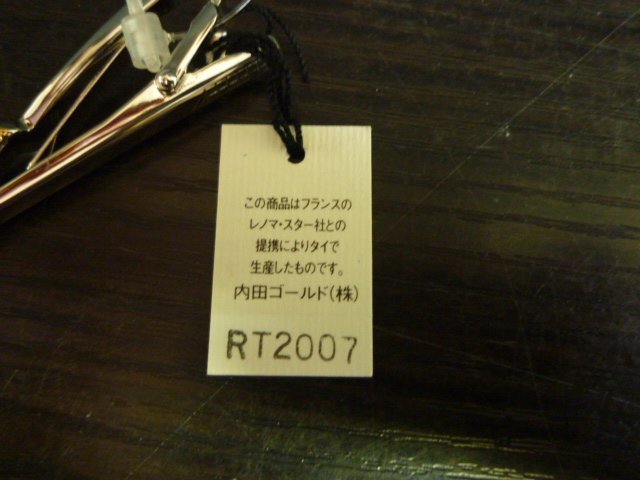 この商品はフランスの
レノマ・スター社との
提携によりタイで
生産したものです。
内田ゴールド(株)
RT2007